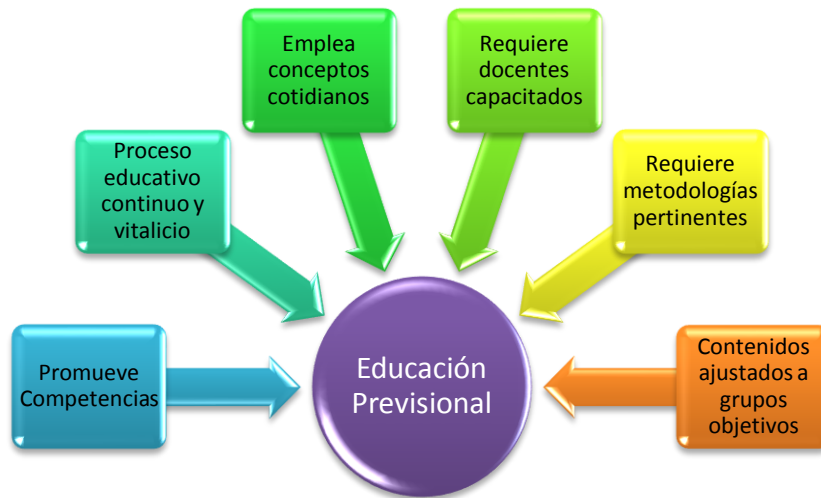 Emplea
conceptos
cotidianos
Requiere
docentes
capacitados
Proceso
educativo
continuo y
vitalicio
Requiere
metodologías
pertinentes
Promueve
Competencias
Educación
Previsional
Contenidos
ajustados a
grupos
objetivos